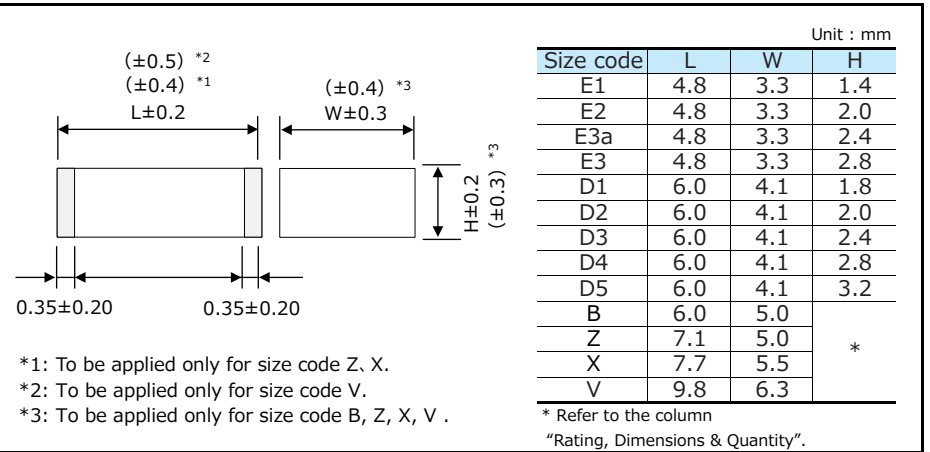 (±0.5) *2
(±0.4) *1
L±0.2
(±0.4) *3
W±0.3
H±0.2
(±0.3) *3
0.35±0.20
0.35±0.20
*1: To be applied only for size code Z、X.
*2: To be applied only for size code V.
*3: To be applied only for size code B, Z, X, V .
Unit : mm
Size code L W H
E1 4.8 3.3 1.4
E2 4.8 3.3 2.0
E3a 4.8 3.3 2.4
E3 4.8 3.3 2.8
D1 6.0 4.1 1.8
D2 6.0 4.1 2.0
D3 6.0 4.1 2.4
D4 6.0 4.1 2.8
D5 6.0 4.1 3.2
B 6.0 5.0
Z 7.1 5.0
*
X 7.7 5.5
V 9.8 6.3
* Refer to the column
“Rating, Dimensions & Quantity”.